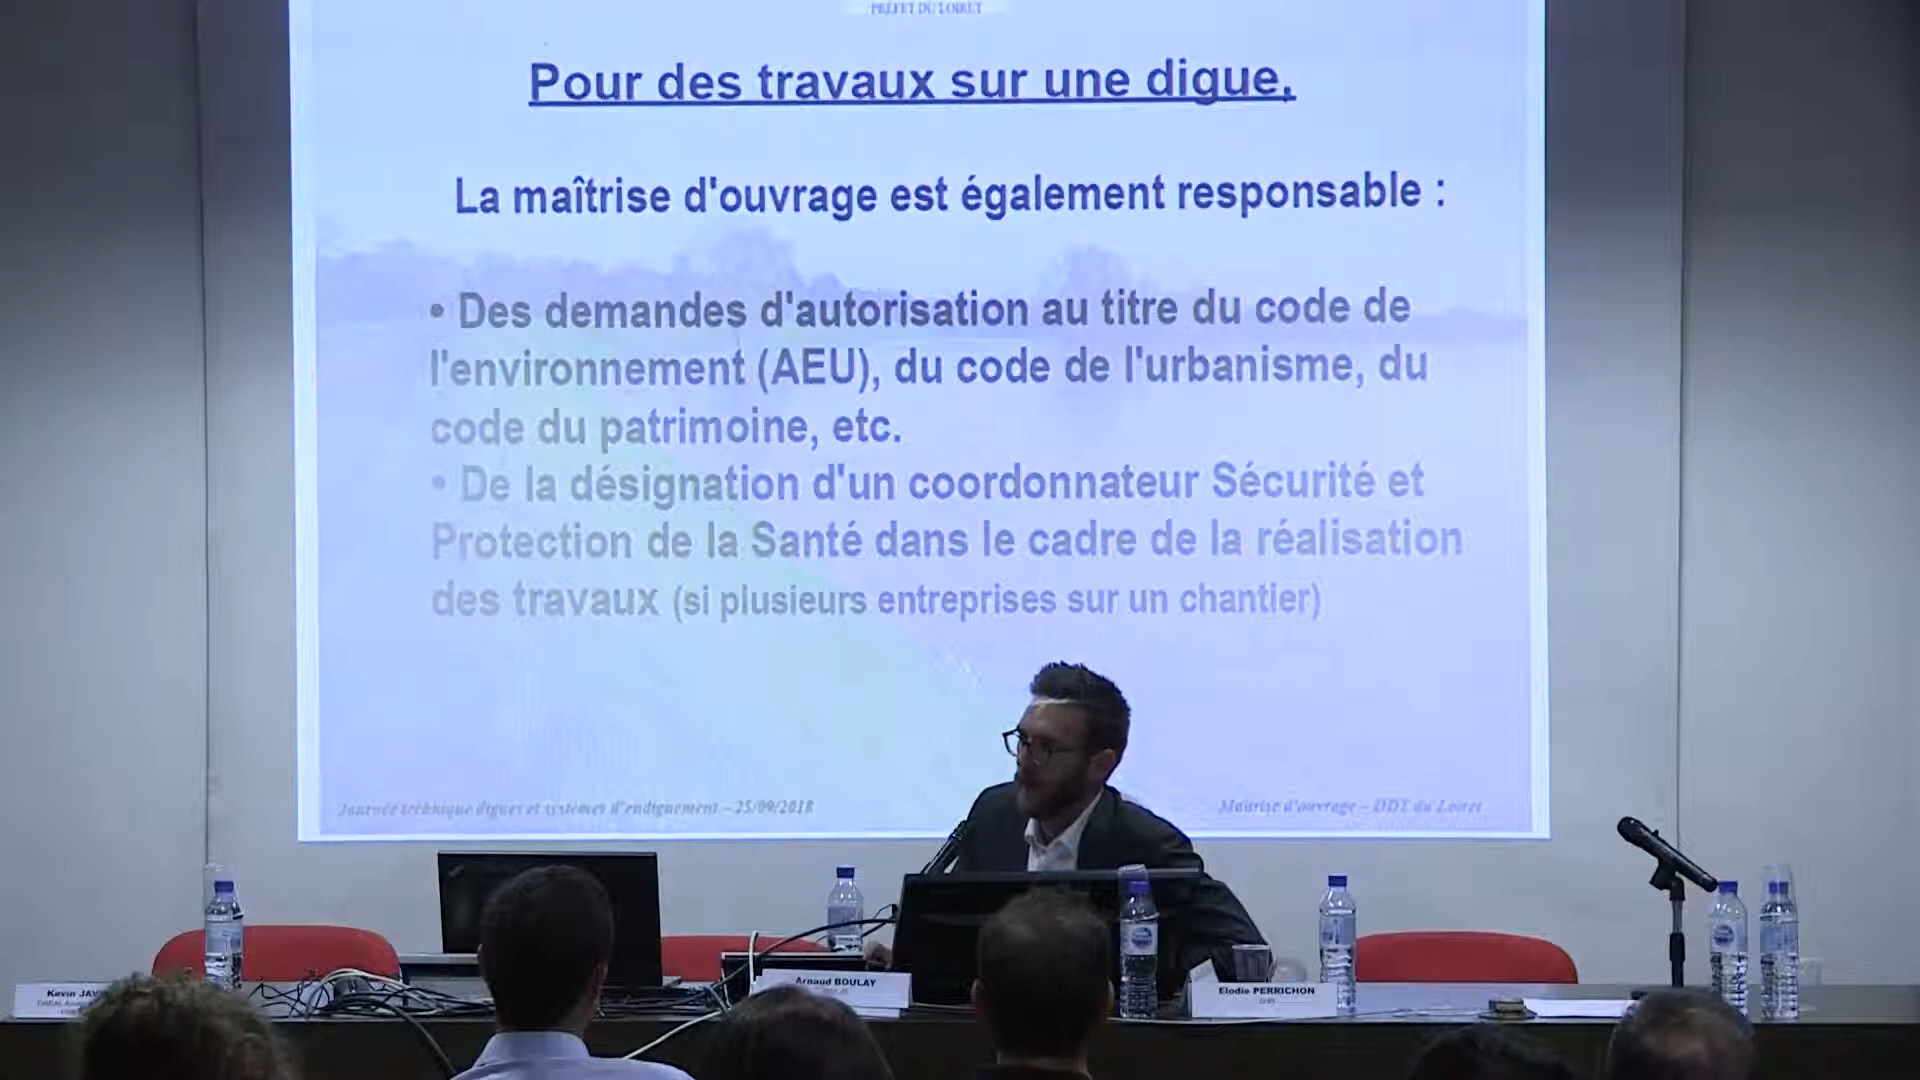 PRÉFET DU LOIRET
Pour des travaux sur une digue,
La maîtrise d'ouvrage est également responsable :
• Des demandes d'autorisation au titre du code de
l'environnement (AEU), du code de l'urbanisme, du
code du patrimoine, etc.
• De la désignation d'un coordonnateur Sécurité et
Protection de la Santé dans le cadre de la réalisation
des travaux (si plusieurs entreprises sur un chantier)
Journée technique digues et systèmes d'endiguement – 25/09/2018
Maîtrise d'ouvrage – DDT du Loiret
Kevin
Arnaud BOULAY
Elodie PERRICHON